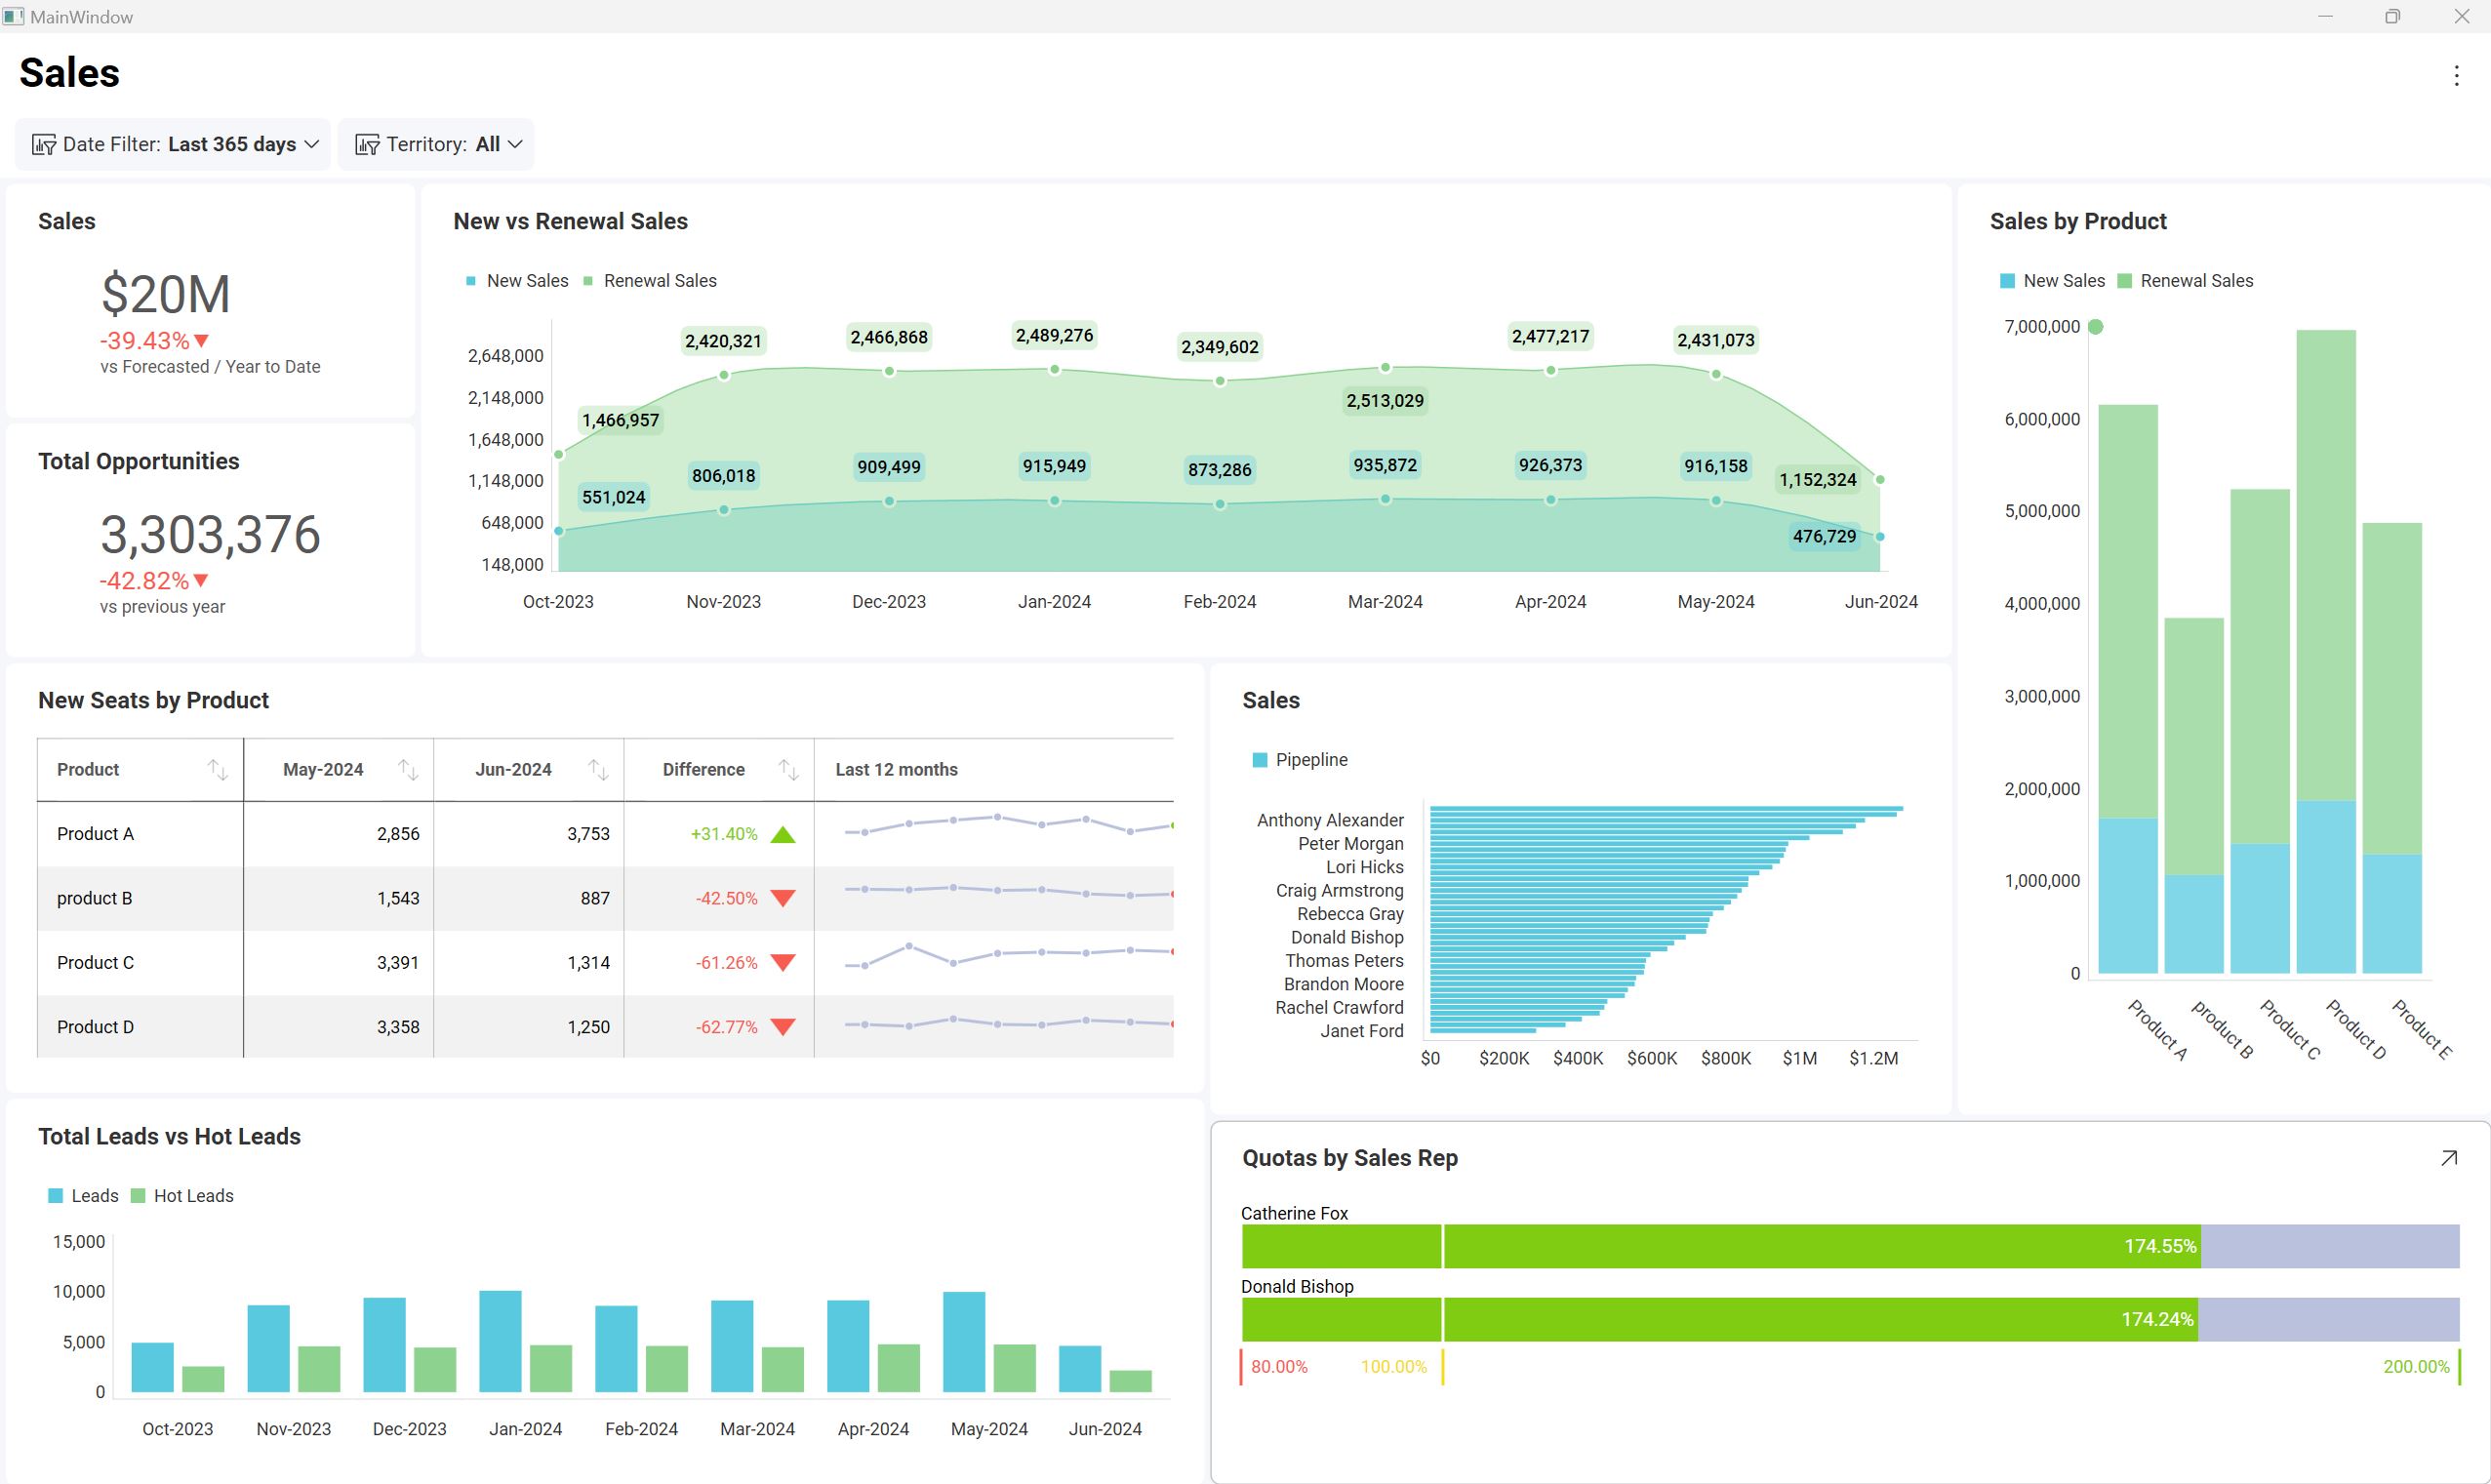 MainWindow
Sales
Date Filter: Last 365 days
Territory: All
Sales
$20M
-39.43%
vs Forecasted / Year to Date
Total Opportunities
3,303,376
-42.82%
vs previous year
New vs Renewal Sales
New Sales Renewal Sales
2,648,000
2,148,000
1,648,000
1,148,000
648,000
148,000
1,466,957
2,420,321
2,466,868
2,489,276
2,349,602
2,513,029
2,477,217
2,431,073
1,152,324
551,024
806,018
909,499
915,949
873,286
935,872
926,373
916,158
476,729
Oct-2023 Nov-2023 Dec-2023 Jan-2024 Feb-2024 Mar-2024 Apr-2024 May-2024 Jun-2024
Sales by Product
New Sales Renewal Sales
7,000,000
6,000,000
5,000,000
4,000,000
3,000,000
2,000,000
1,000,000
0
Product A
product B
Product C
Product D
Product E
New Seats by Product
Product May-2024 Jun-2024 Difference Last 12 months
Product A 2,856 3,753 +31.40%
product B 1,543 887 -42.50%
Product C 3,391 1,314 -61.26%
Product D 3,358 1,250 -62.77%
Sales
Pipepline
Anthony Alexander
Peter Morgan
Lori Hicks
Craig Armstrong
Rebecca Gray
Donald Bishop
Thomas Peters
Brandon Moore
Rachel Crawford
Janet Ford
$0 $200K $400K $600K $800K $1M $1.2M
Total Leads vs Hot Leads
Leads Hot Leads
15,000
10,000
5,000
0
Oct-2023 Nov-2023 Dec-2023 Jan-2024 Feb-2024 Mar-2024 Apr-2024 May-2024 Jun-2024
Quotas by Sales Rep
Catherine Fox
174.55%
Donald Bishop
174.24%
80.00% 100.00% 200.00%